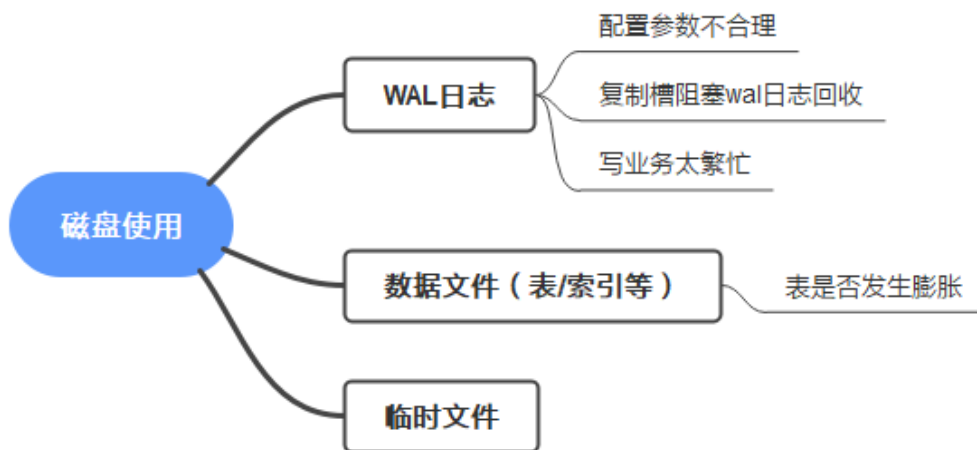 磁盘使用
WAL日志
配置参数不合理
复制槽阻塞wal日志回收
写业务太繁忙
数据文件（表/索引等）
表是否发生膨胀
临时文件